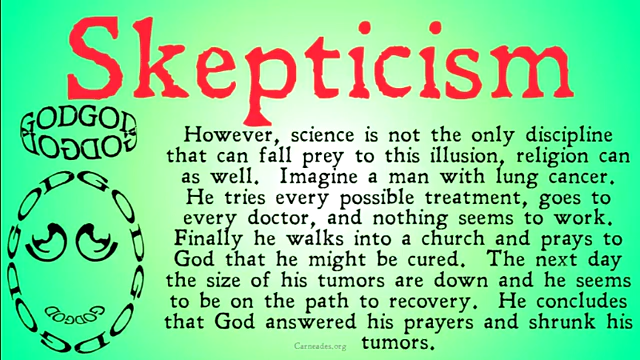 Skepticism
GODGOD
GODGOD
GODGODGODGOD
GODGOD
However, science is not the only discipline
that can fall prey to this illusion, religion can
as well. Imagine a man with lung cancer.
He tries every possible treatment, goes to
every doctor, and nothing seems to work.
Finally he walks into a church and prays to
God that he might be cured. The next day
the size of his tumors are down and he seems
to be on the path to recovery. He concludes
that God answered his prayers and shrunk his
tumors.
Carneades.org